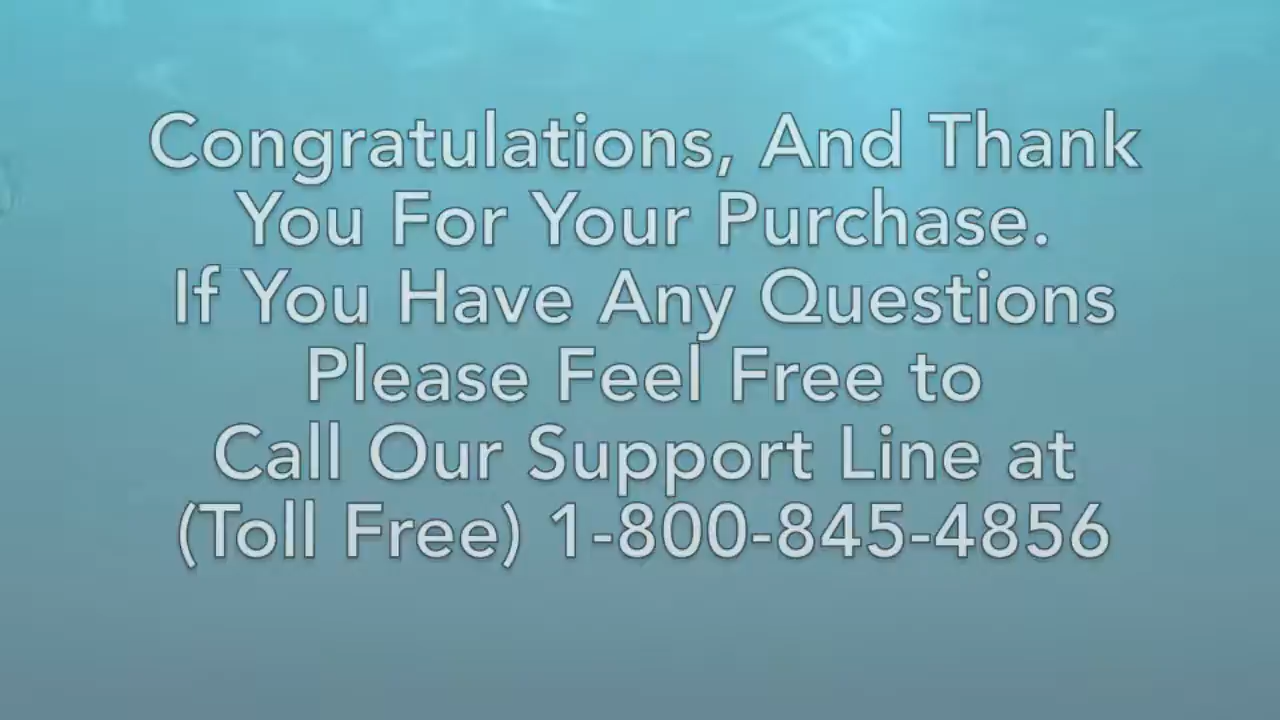 Congratulations, And Thank
You For Your Purchase.
If You Have Any Questions
Please Feel Free to
Call Our Support Line at
(Toll Free) 1-800-845-4856